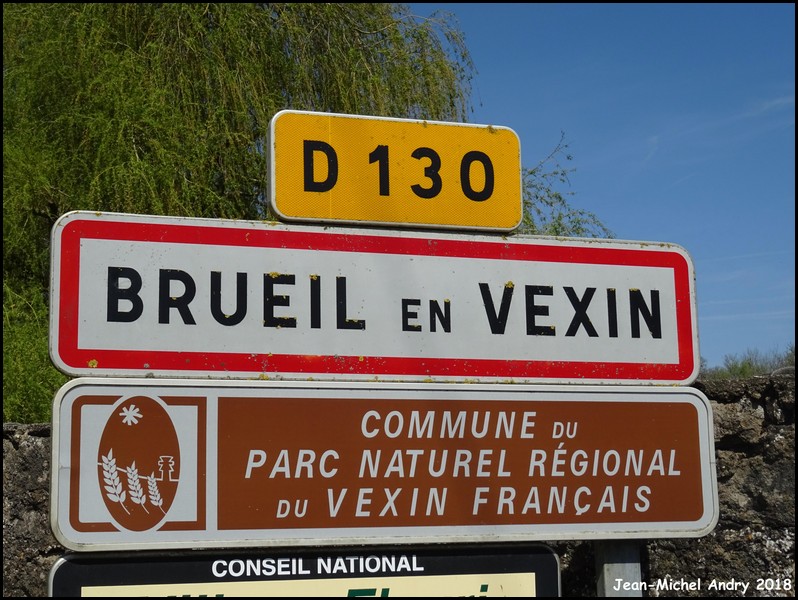 D 130
BRUEIL EN VEXIN
COMMUNE DU
PARC NATUREL RÉGIONAL
DU VEXIN FRANÇAIS
CONSEIL NATIONAL
Jean-Michel Andry 2018